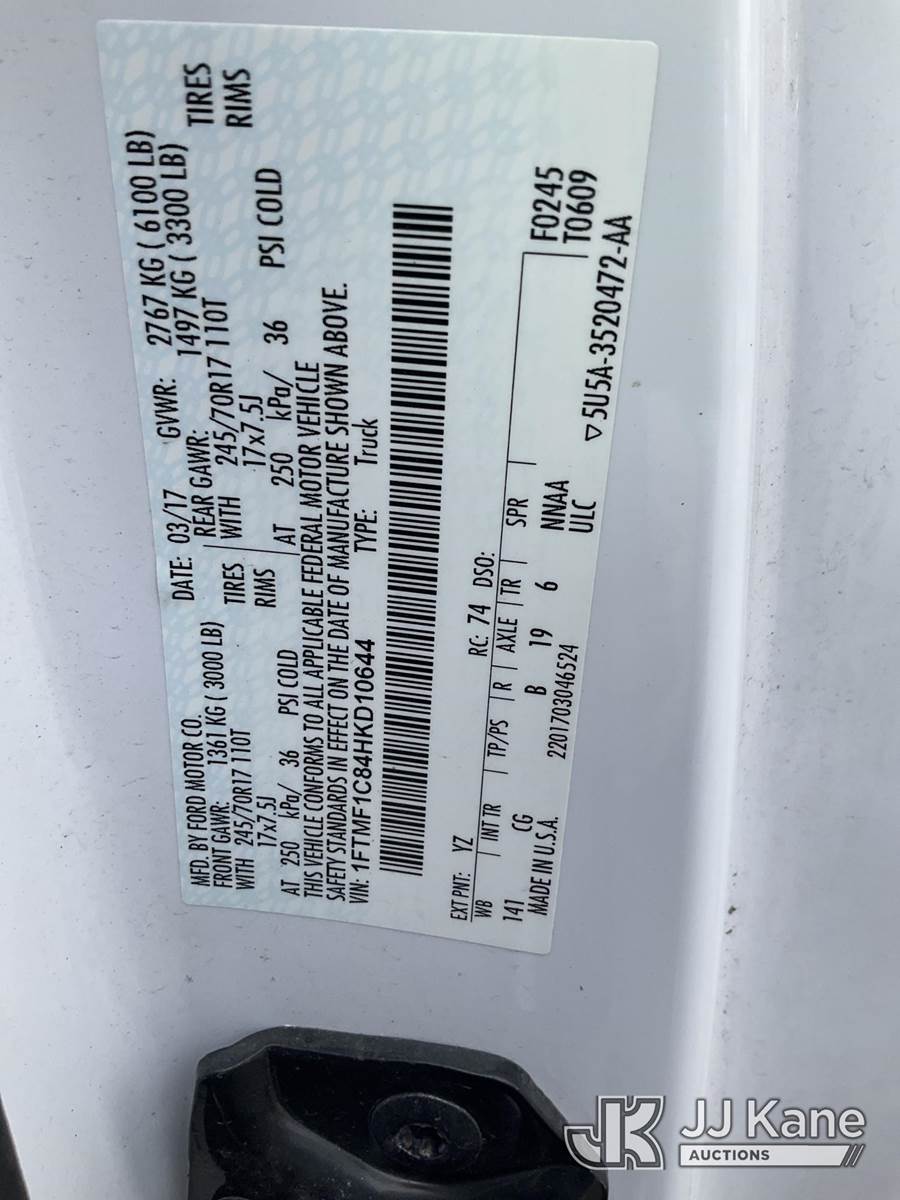 MFD. BY FORD MOTOR CO.
DATE: 03/17 GVWR: 2767 KG ( 6100 LB)
FRONT GAWR: 1361 KG ( 3000 LB) REAR GAWR: 1497 KG ( 3300 LB)
WITH 245/70R17 110T TIRES WITH 245/70R17 110T TIRES
17x7.5J RIMS 17x7.5J RIMS
AT 250 kPa/ 36 PSI COLD AT 250 kPa/ 36 PSI COLD
THIS VEHICLE CONFORMS TO ALL APPLICABLE FEDERAL MOTOR VEHICLE
SAFETY STANDARDS IN EFFECT ON THE DATE OF MANUFACTURE SHOWN ABOVE.
VIN: 1FTMF1C84HKD10644 TYPE: Truck
EXT PNT: YZ RC: 74 DSO:
WB INT TR TP/PS R AXLE TR SPR F0245
141 CG B 19 6 NNAA T0609
MADE IN U.S.A. 2201703046524 ULC
▽5U5A-3520472-AA
JK JJ Kane
AUCTIONS